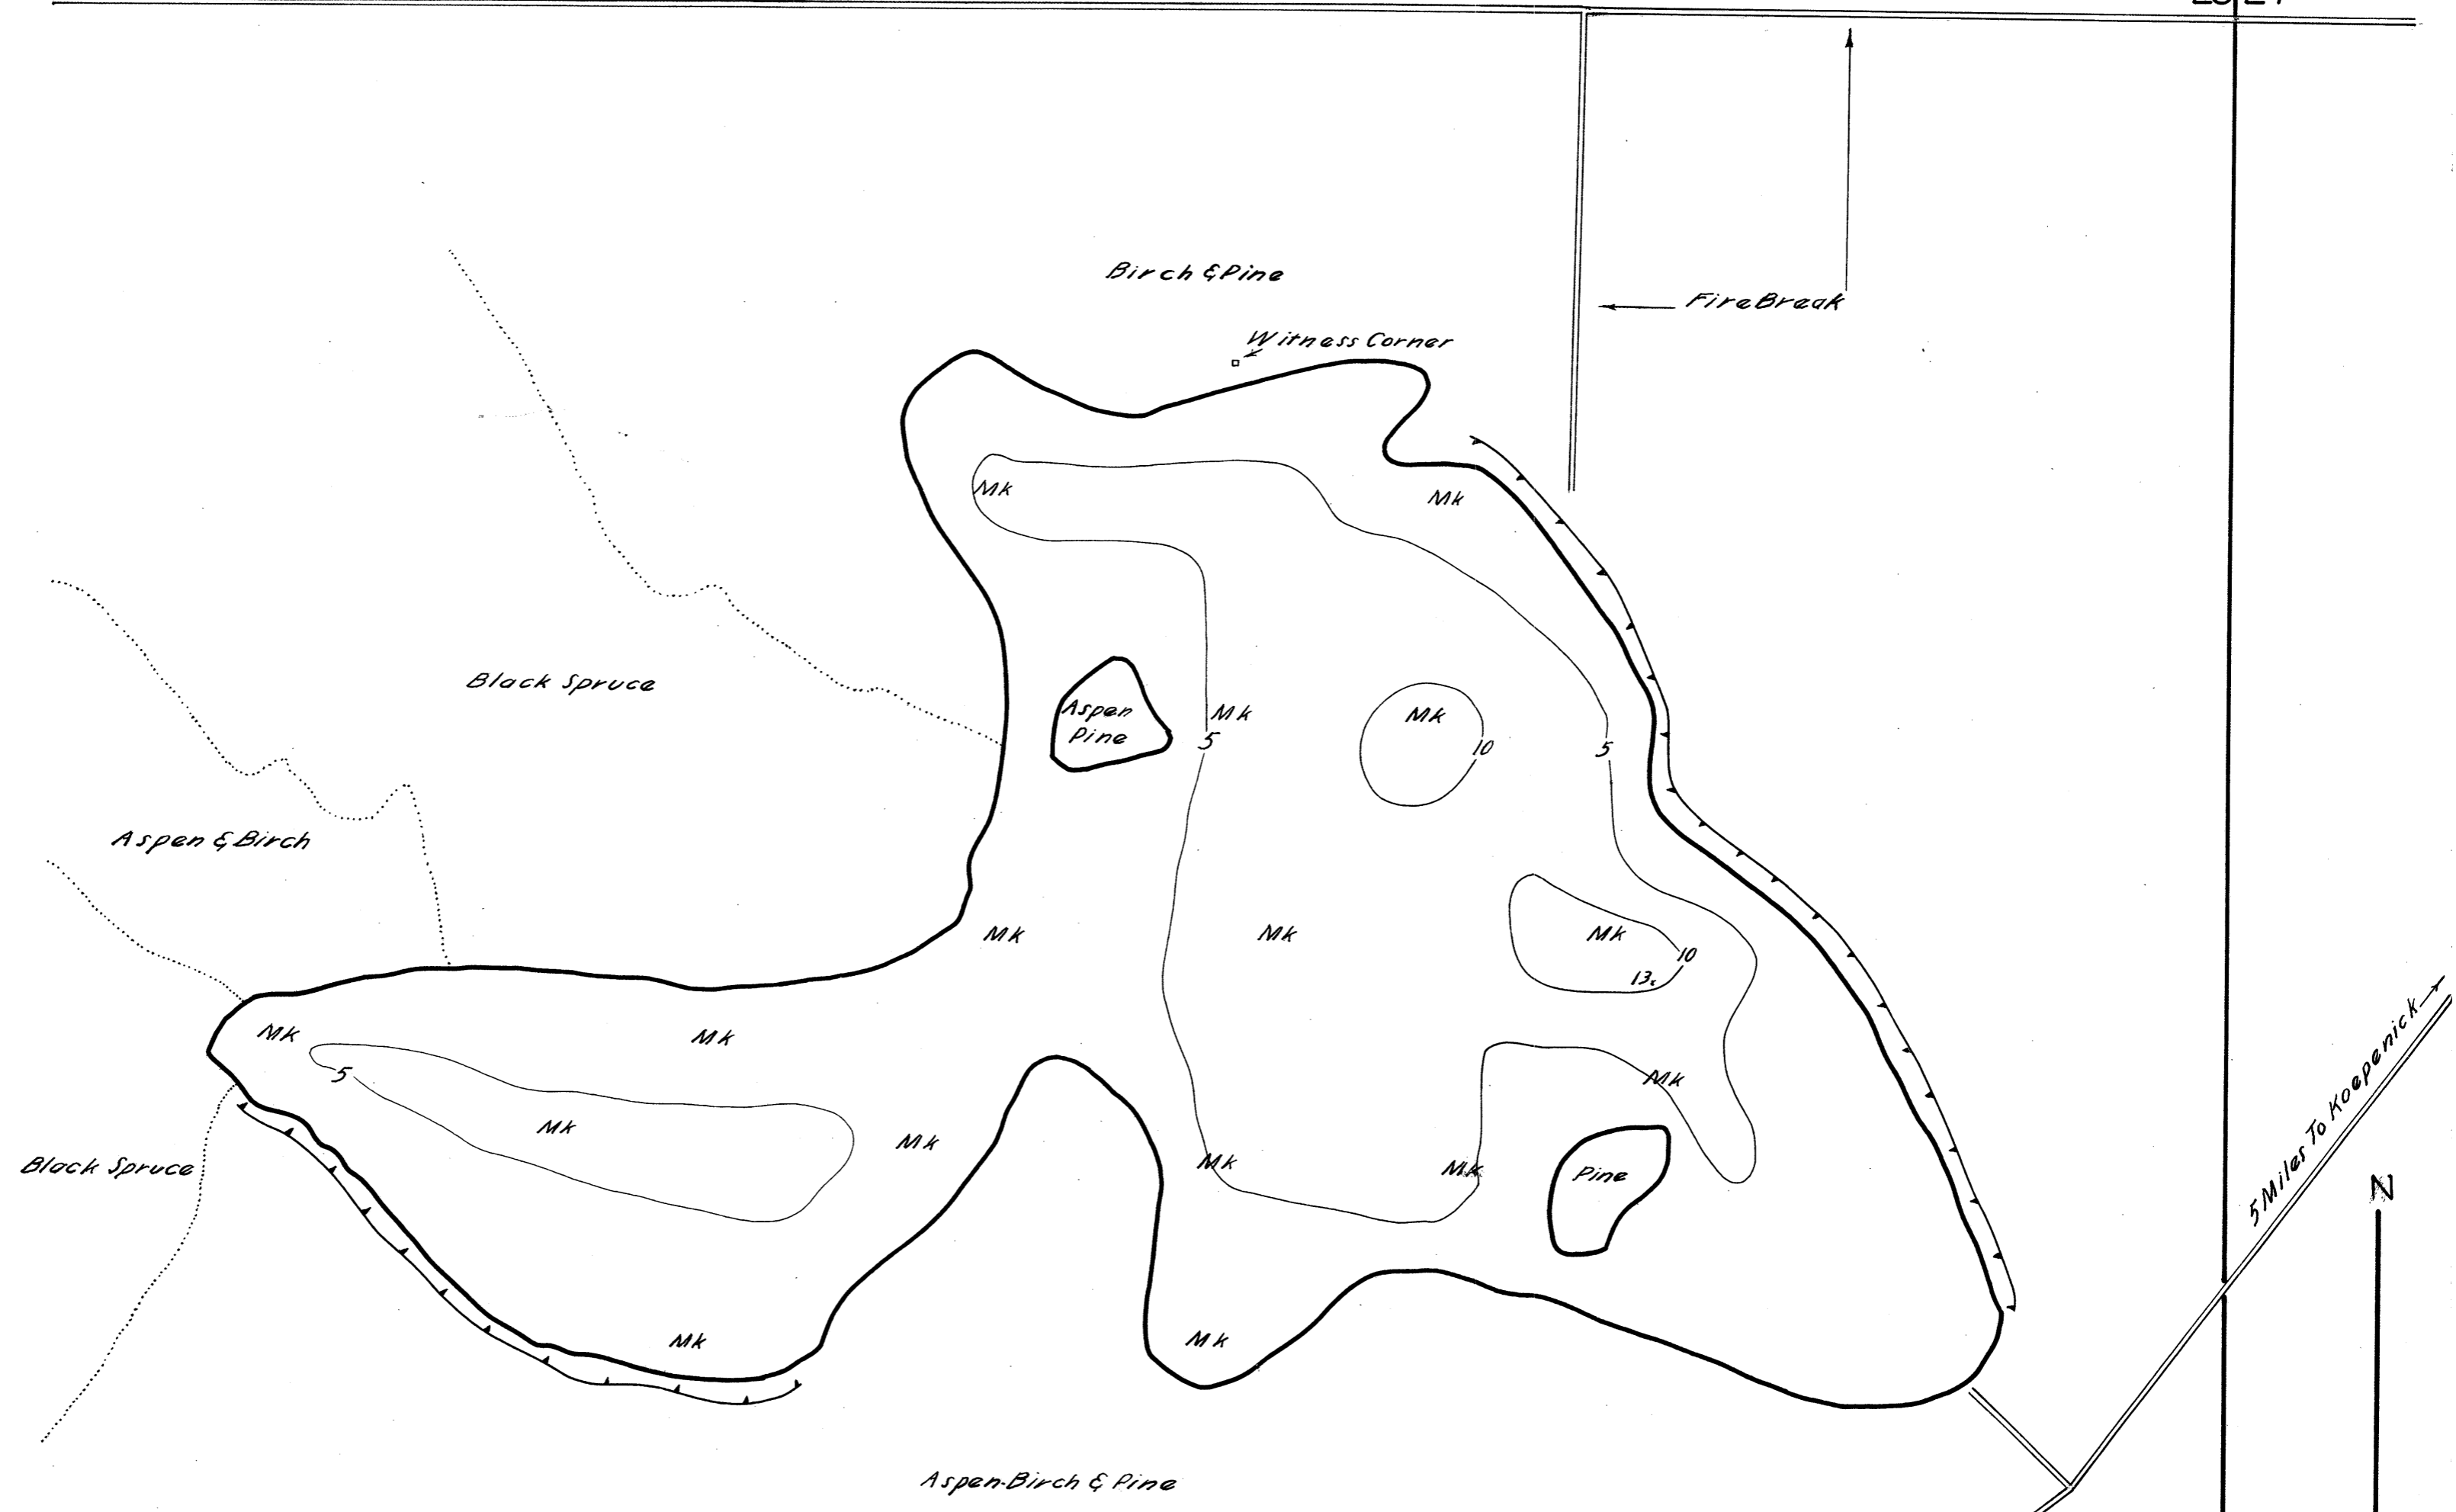 Birch & Pine
Fire Break
Witness Corner
Mk
Mk
Black Spruce
Aspen
Pine
Mk
5
Mk
10
5
Aspen & Birch
Mk
Mk
Mk
10
13
Mk
Mk
5
Mk
Mk
Mk
Mk
Mk
Black Spruce
Pine
5 Miles To Koepenick
N
Mk
Mk
Aspen-Birch & Pine